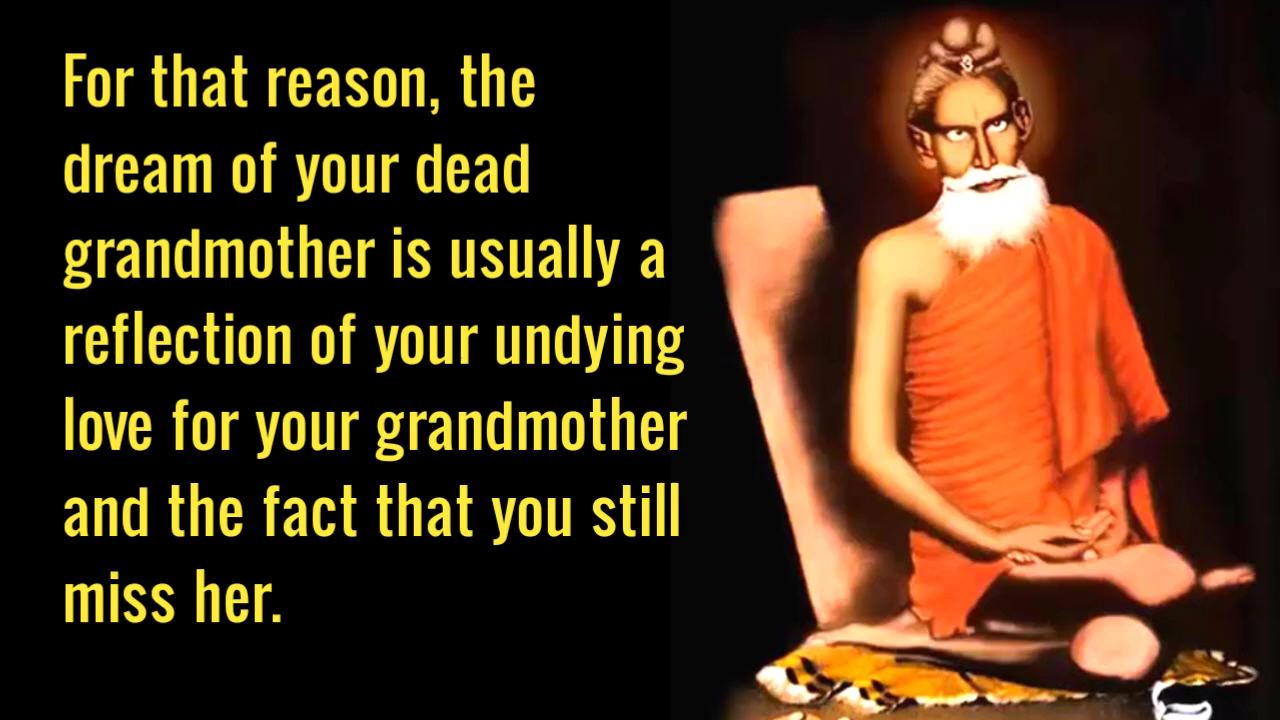 For that reason, the
dream of your dead
grandmother is usually a
reflection of your undying
love for your grandmother
and the fact that you still
miss her.